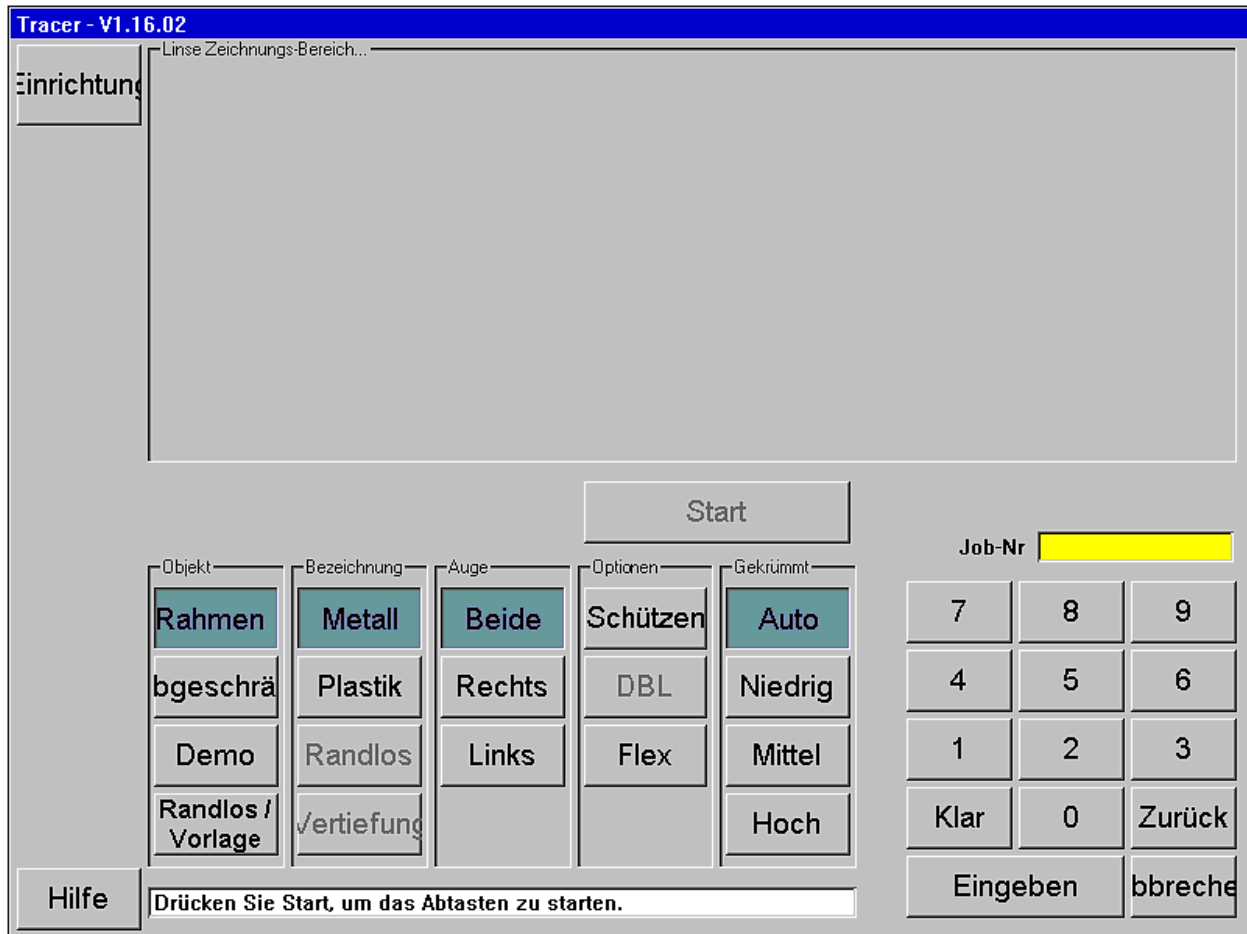 Tracer - V1.16.02
Einrichtung
Linse Zeichnungs-Bereich...
Start
Job-Nr
Objekt
Rahmen
bgeschrä
Demo
Randlos /
Vorlage
Bezeichnung
Metall
Plastik
Randlos
Vertiefung
Auge
Beide
Rechts
Links
Optionen
Schützen
DBL
Flex
Gekrümmt
Auto
Niedrig
Mittel
Hoch
7 8 9
4 5 6
1 2 3
Klar 0 Zurück
Eingeben bbreche
Hilfe
Drücken Sie Start, um das Abtasten zu starten.